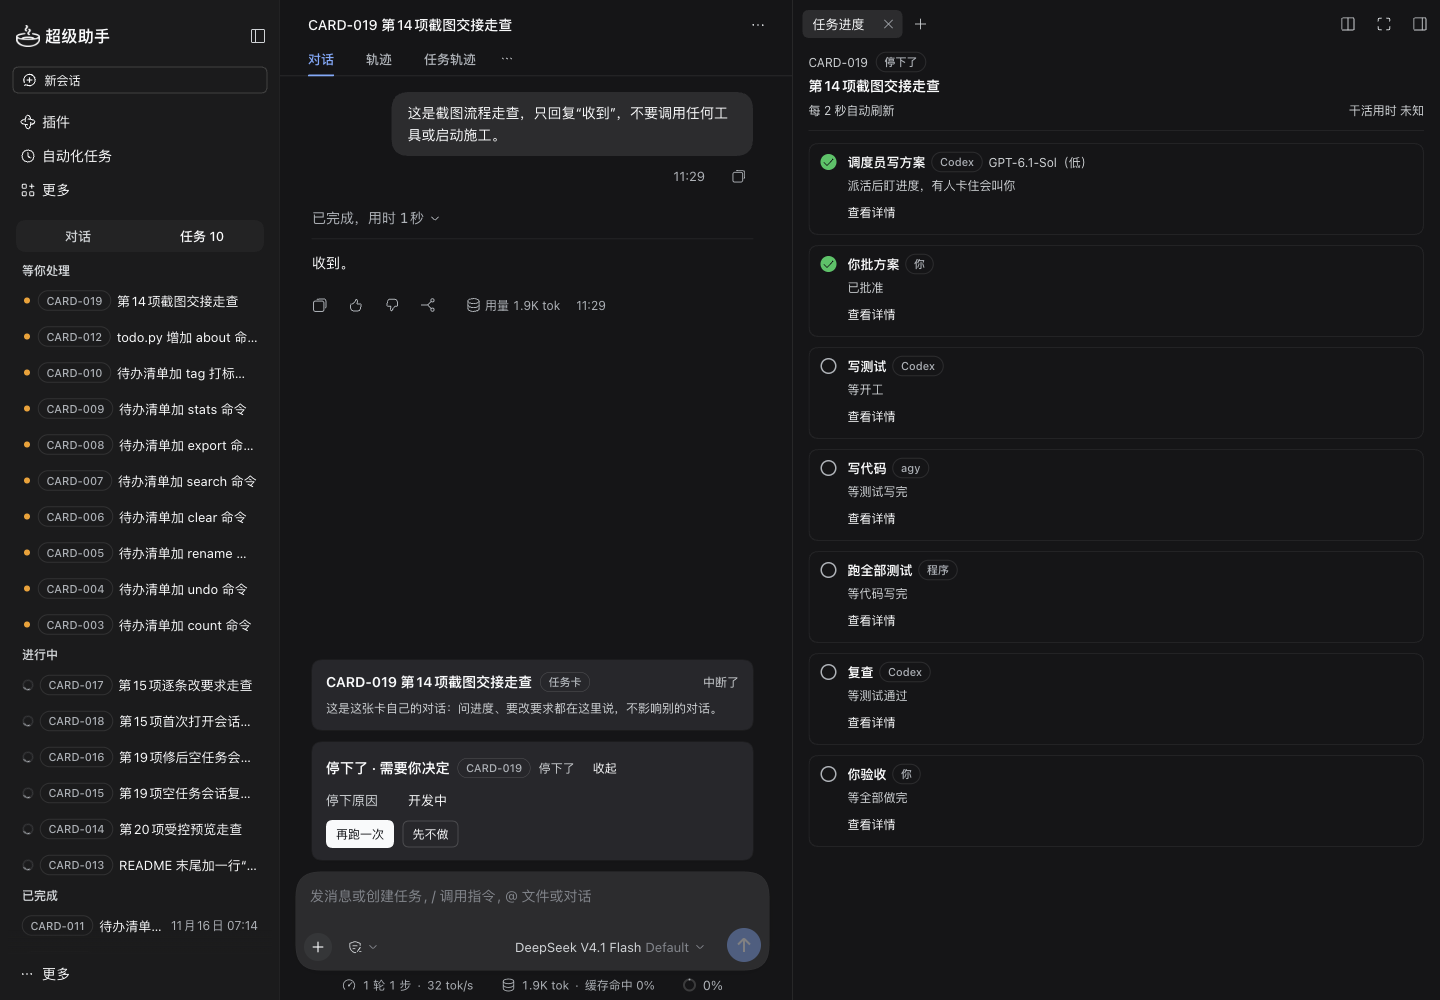 超级助手
新会话
插件
自动化任务
更多
对话
任务 10
等你处理
CARD-019 第14项截图交接走查
CARD-012 todo.py 增加 about 命...
CARD-010 待办清单加 tag 打标...
CARD-009 待办清单加 stats 命令
CARD-008 待办清单加 export 命...
CARD-007 待办清单加 search 命令
CARD-006 待办清单加 clear 命令
CARD-005 待办清单加 rename ...
CARD-004 待办清单加 undo 命令
CARD-003 待办清单加 count 命令
进行中
CARD-017 第15项逐条改要求走查
CARD-018 第15项首次打开会话...
CARD-016 第19项修后空任务会...
CARD-015 第19项空任务会话复...
CARD-014 第20项受控预览走查
CARD-013 README 末尾加一行“...
已完成
CARD-011 待办清单... 11月16日 07:14
... 更多
CARD-019 第14项截图交接走查
对话 轨迹 任务轨迹 ...
这是截图流程走查，只回复“收到”，不要调用任何工
具或启动施工。
11:29
已完成，用时 1秒
收到。
用量 1.9K tok 11:29
CARD-019 第14项截图交接走查 任务卡 中断了
这是这张卡自己的对话：问进度、要改要求都在这里说，不影响别的对话。
停下了 · 需要你决定 CARD-019 停下了 收起
停下原因 开发中
再跑一次 先不做
发消息或创建任务, / 调用指令, @ 文件或对话
DeepSeek V4.1 Flash Default
1 轮 1 步 · 32 tok/s 1.9K tok · 缓存命中 0% 0%
任务进度
CARD-019 停下了
第14项截图交接走查
每 2 秒自动刷新 干活用时 未知
调度员写方案 Codex GPT-6.1-Sol（低）
派活后盯进度，有人卡住会叫你
查看详情
你批方案 你
已批准
查看详情
写测试 Codex
等开工
查看详情
写代码 agy
等测试写完
查看详情
跑全部测试 程序
等代码写完
查看详情
复查 Codex
等测试通过
查看详情
你验收 你
等全部做完
查看详情